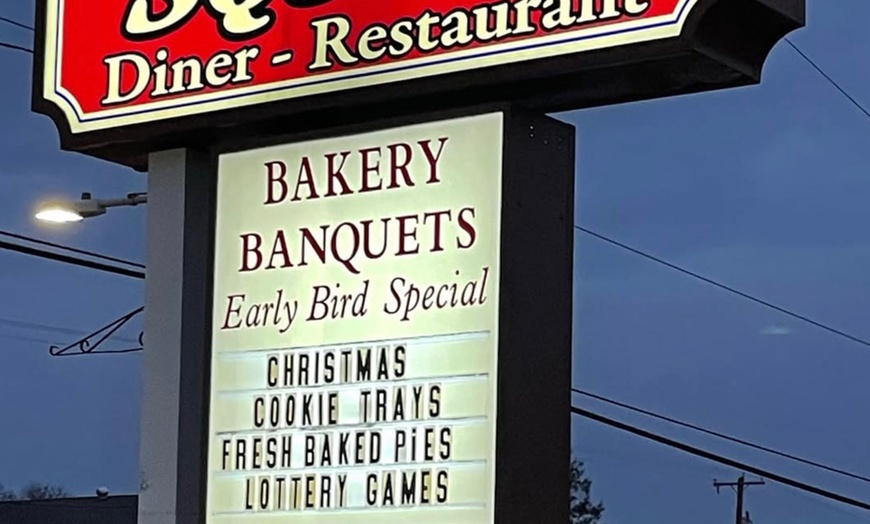 Diner - Restaurant
BAKERY
BANQUETS
Early Bird Special
CHRISTMAS
COOKIE TRAYS
FRESH BAKED PiES
LOTTERY GAMES